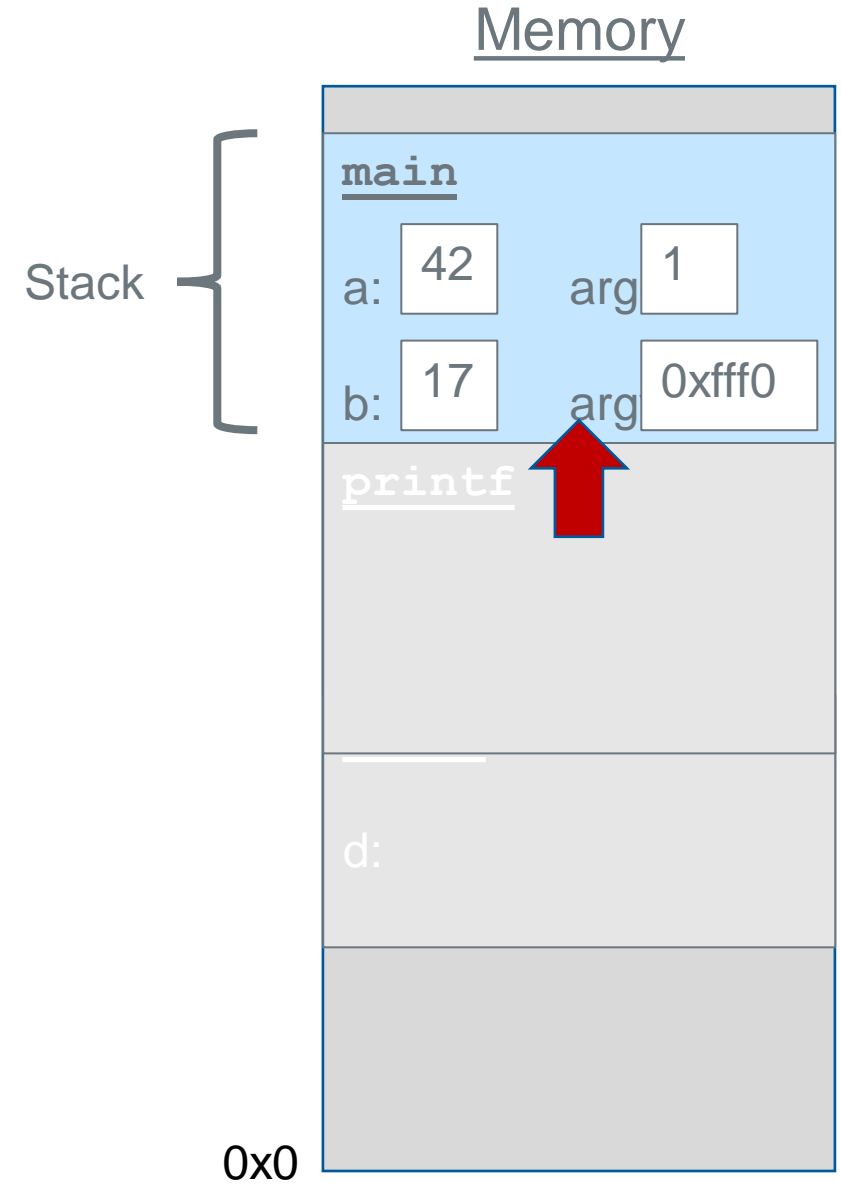 Memory
main
a: 42 arg 1
Stack
b: 17 arg 0xfff0
printf
d:
0x0